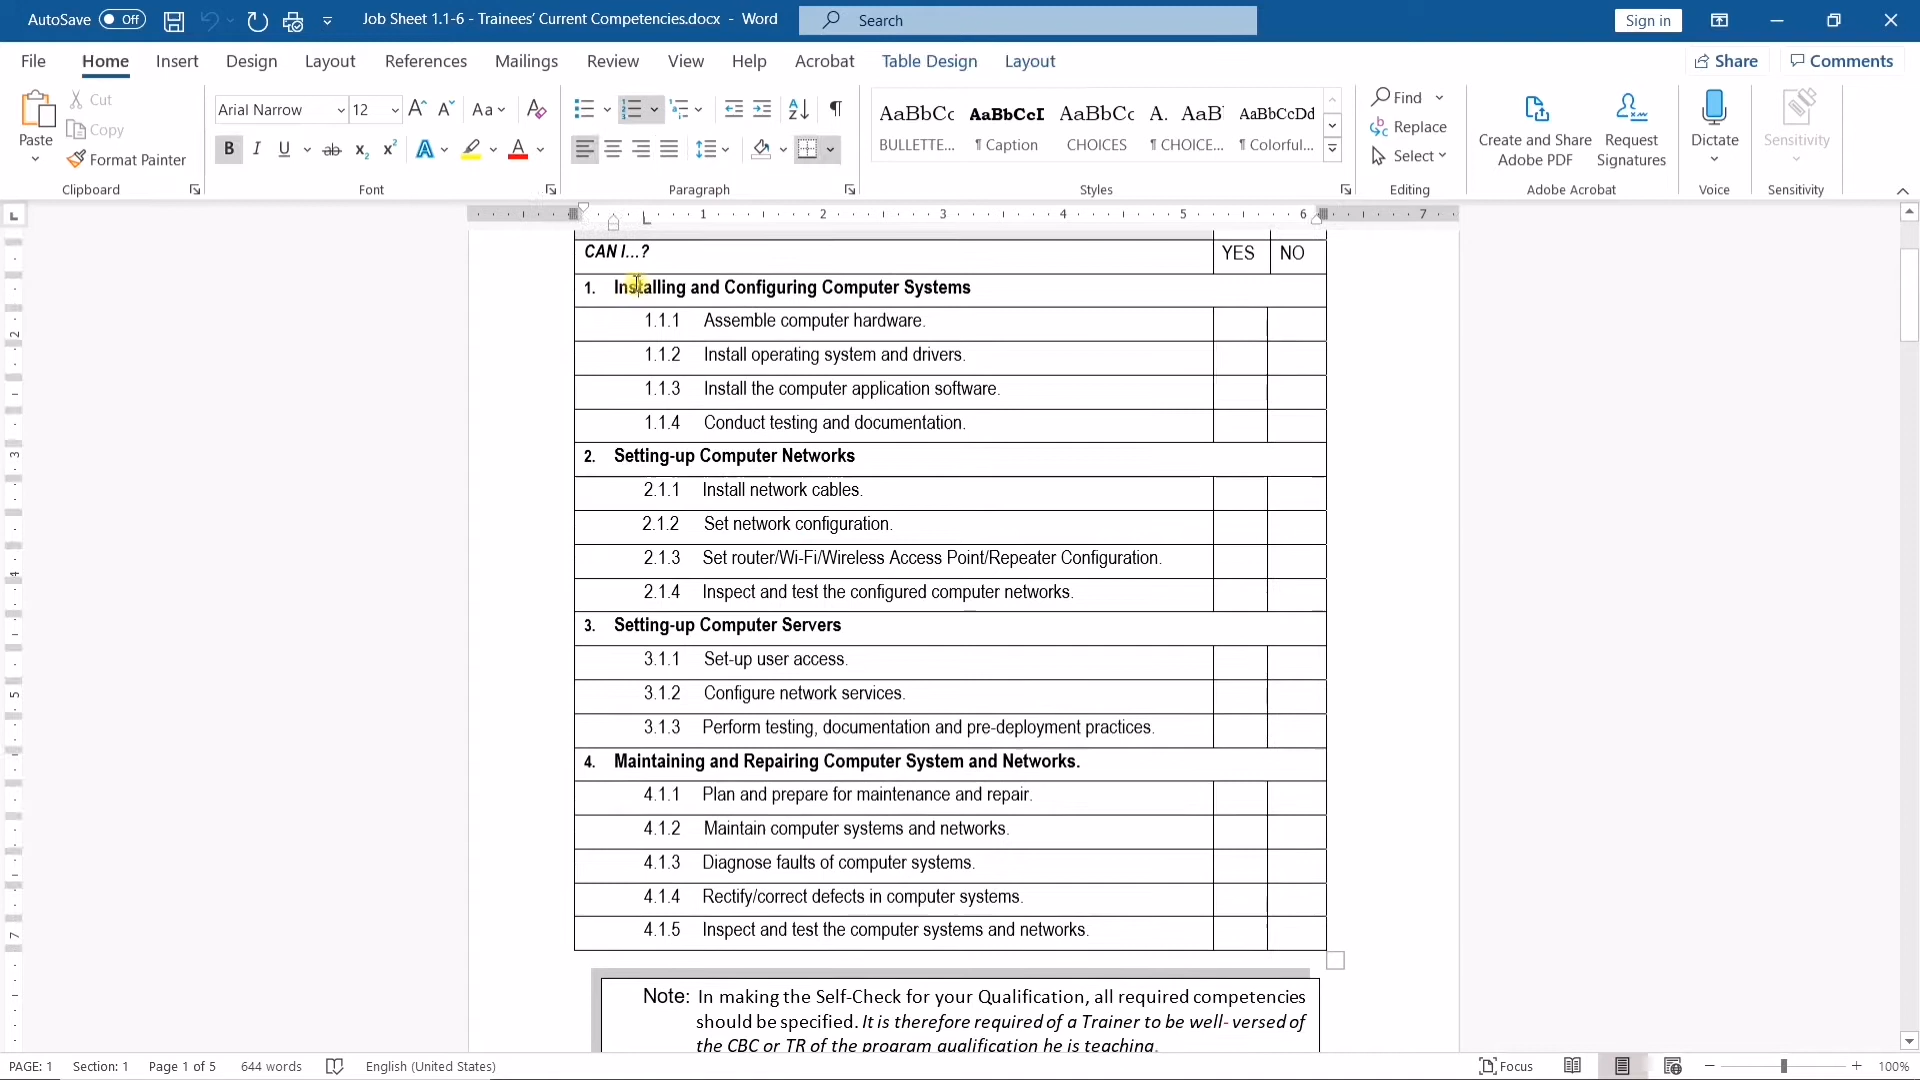 AutoSave Off Job Sheet 1.1-6 - Trainees' Current Competencies.docx - Word Search Sign in
File Home Insert Design Layout References Mailings Review View Help Acrobat Table Design Layout Share Comments
Paste
Cut
Copy
Format Painter
Clipboard
Arial Narrow 12
Font
Paragraph
AaBbCc AaBbCcI AaBbCc A. AaB AaBbCcDd
BULLETTE... ¶ Caption CHOICES ¶ CHOICE... ¶ Colorful...
Styles
Find
Replace
Select
Editing
Create and Share
Adobe PDF
Request
Signatures
Adobe Acrobat
Dictate
Voice
Sensitivity
Sensitivity
1 2 3 4 5 6 7
CAN I...? YES NO
1. Installing and Configuring Computer Systems
1.1.1 Assemble computer hardware.
1.1.2 Install operating system and drivers.
1.1.3 Install the computer application software.
1.1.4 Conduct testing and documentation.
2. Setting-up Computer Networks
2.1.1 Install network cables.
2.1.2 Set network configuration.
2.1.3 Set router/Wi-Fi/Wireless Access Point/Repeater Configuration.
2.1.4 Inspect and test the configured computer networks.
3. Setting-up Computer Servers
3.1.1 Set-up user access.
3.1.2 Configure network services.
3.1.3 Perform testing, documentation and pre-deployment practices.
4. Maintaining and Repairing Computer System and Networks.
4.1.1 Plan and prepare for maintenance and repair.
4.1.2 Maintain computer systems and networks.
4.1.3 Diagnose faults of computer systems.
4.1.4 Rectify/correct defects in computer systems.
4.1.5 Inspect and test the computer systems and networks.
Note: In making the Self-Check for your Qualification, all required competencies
should be specified. It is therefore required of a Trainer to be well- versed of
the CBC or TR of the program qualification he is teaching.
PAGE: 1 Section: 1 Page 1 of 5 644 words English (United States) Focus 100%